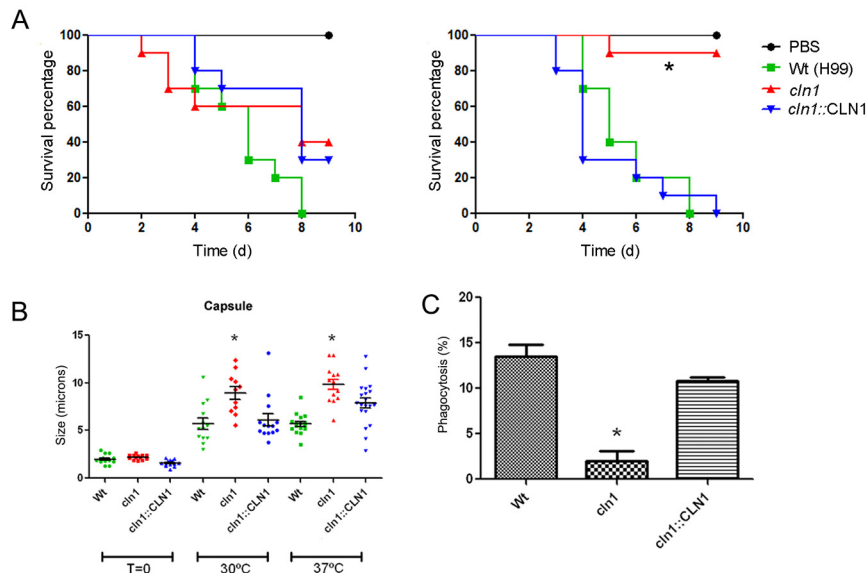 A
Survival percentage
100
80
60
40
20
0
0 2 4 6 8 10
Time (d)
Survival percentage
100
80
60
40
20
0
0 2 4 6 8 10
Time (d)
*
PBS
Wt (H99)
cln1
cln1::CLN1
B
Capsule
Size (microns)
15
10
5
0
* *
Wt cln1 cln1::CLN1 Wt cln1 cln1::CLN1 Wt cln1 cln1::CLN1
T=0 30ºC 37ºC
C
Phagocytosis (%)
20
15
10
5
0
*
Wt cln1 cln1::CLN1